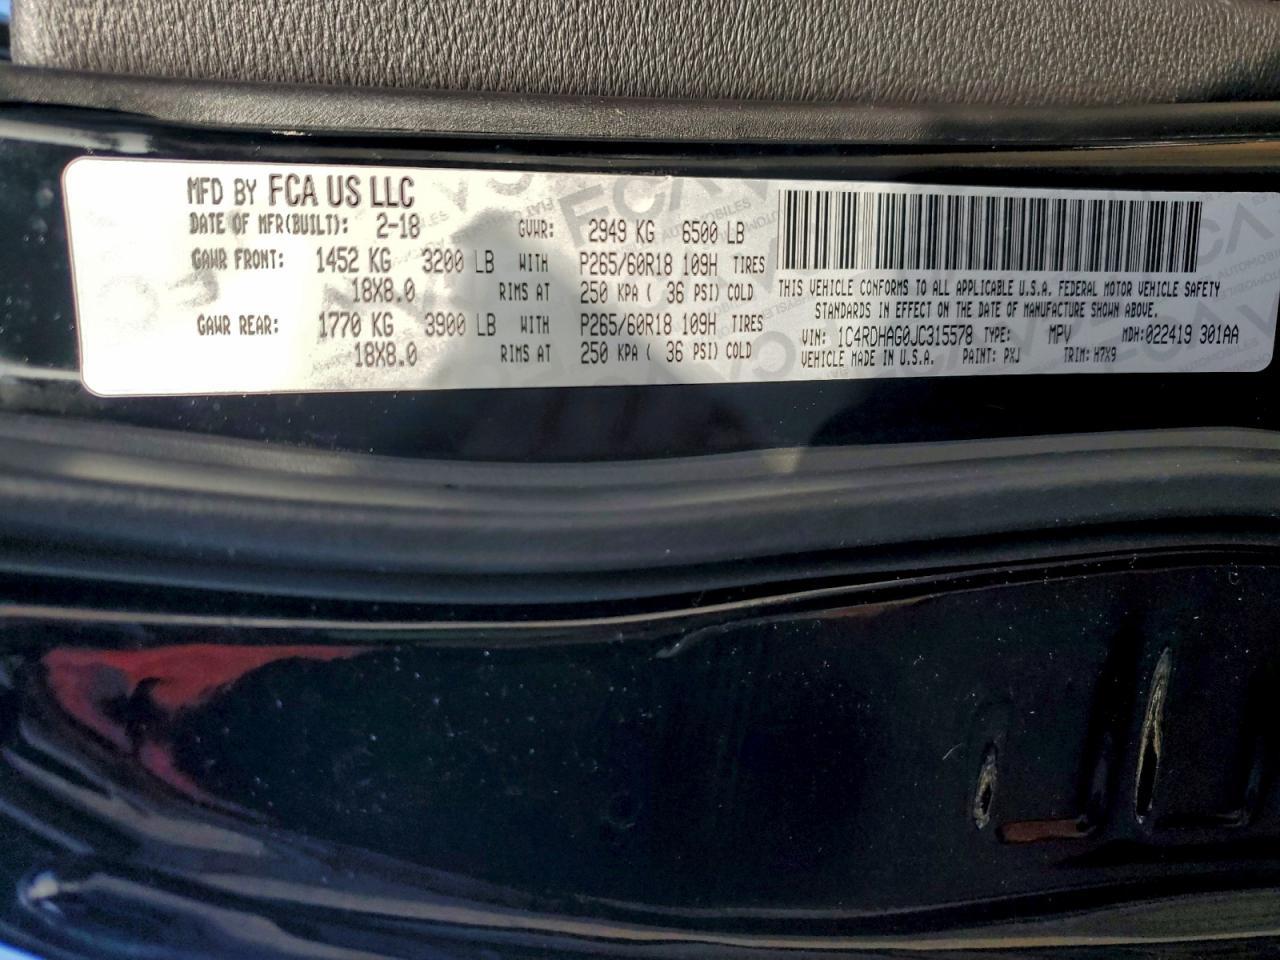 MFD BY FCA US LLC
DATE OF MFR(BUILT): 2-18 GVWR: 2949 KG 6500 LB
GAWR FRONT: 1452 KG 3200 LB WITH P265/60R18 109H TIRES
18X8.0 RIMS AT 250 KPA ( 36 PSI) COLD
GAWR REAR: 1770 KG 3900 LB WITH P265/60R18 109H TIRES
18X8.0 RIMS AT 250 KPA ( 36 PSI) COLD
THIS VEHICLE CONFORMS TO ALL APPLICABLE U.S.A. FEDERAL MOTOR VEHICLE SAFETY
STANDARDS IN EFFECT ON THE DATE OF MANUFACTURE SHOWN ABOVE.
VIN: 1C4RDHAG0JC315578 TYPE: MPV MDH:022419 301AA
VEHICLE MADE IN U.S.A. PAINT: PXJ TRIM: H7X9